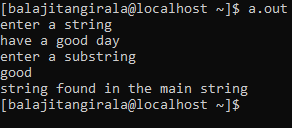 [balajitangirala@localhost ~]$ a.out
enter a string
have a good day
enter a substring
good
string found in the main string
[balajitangirala@localhost ~]$